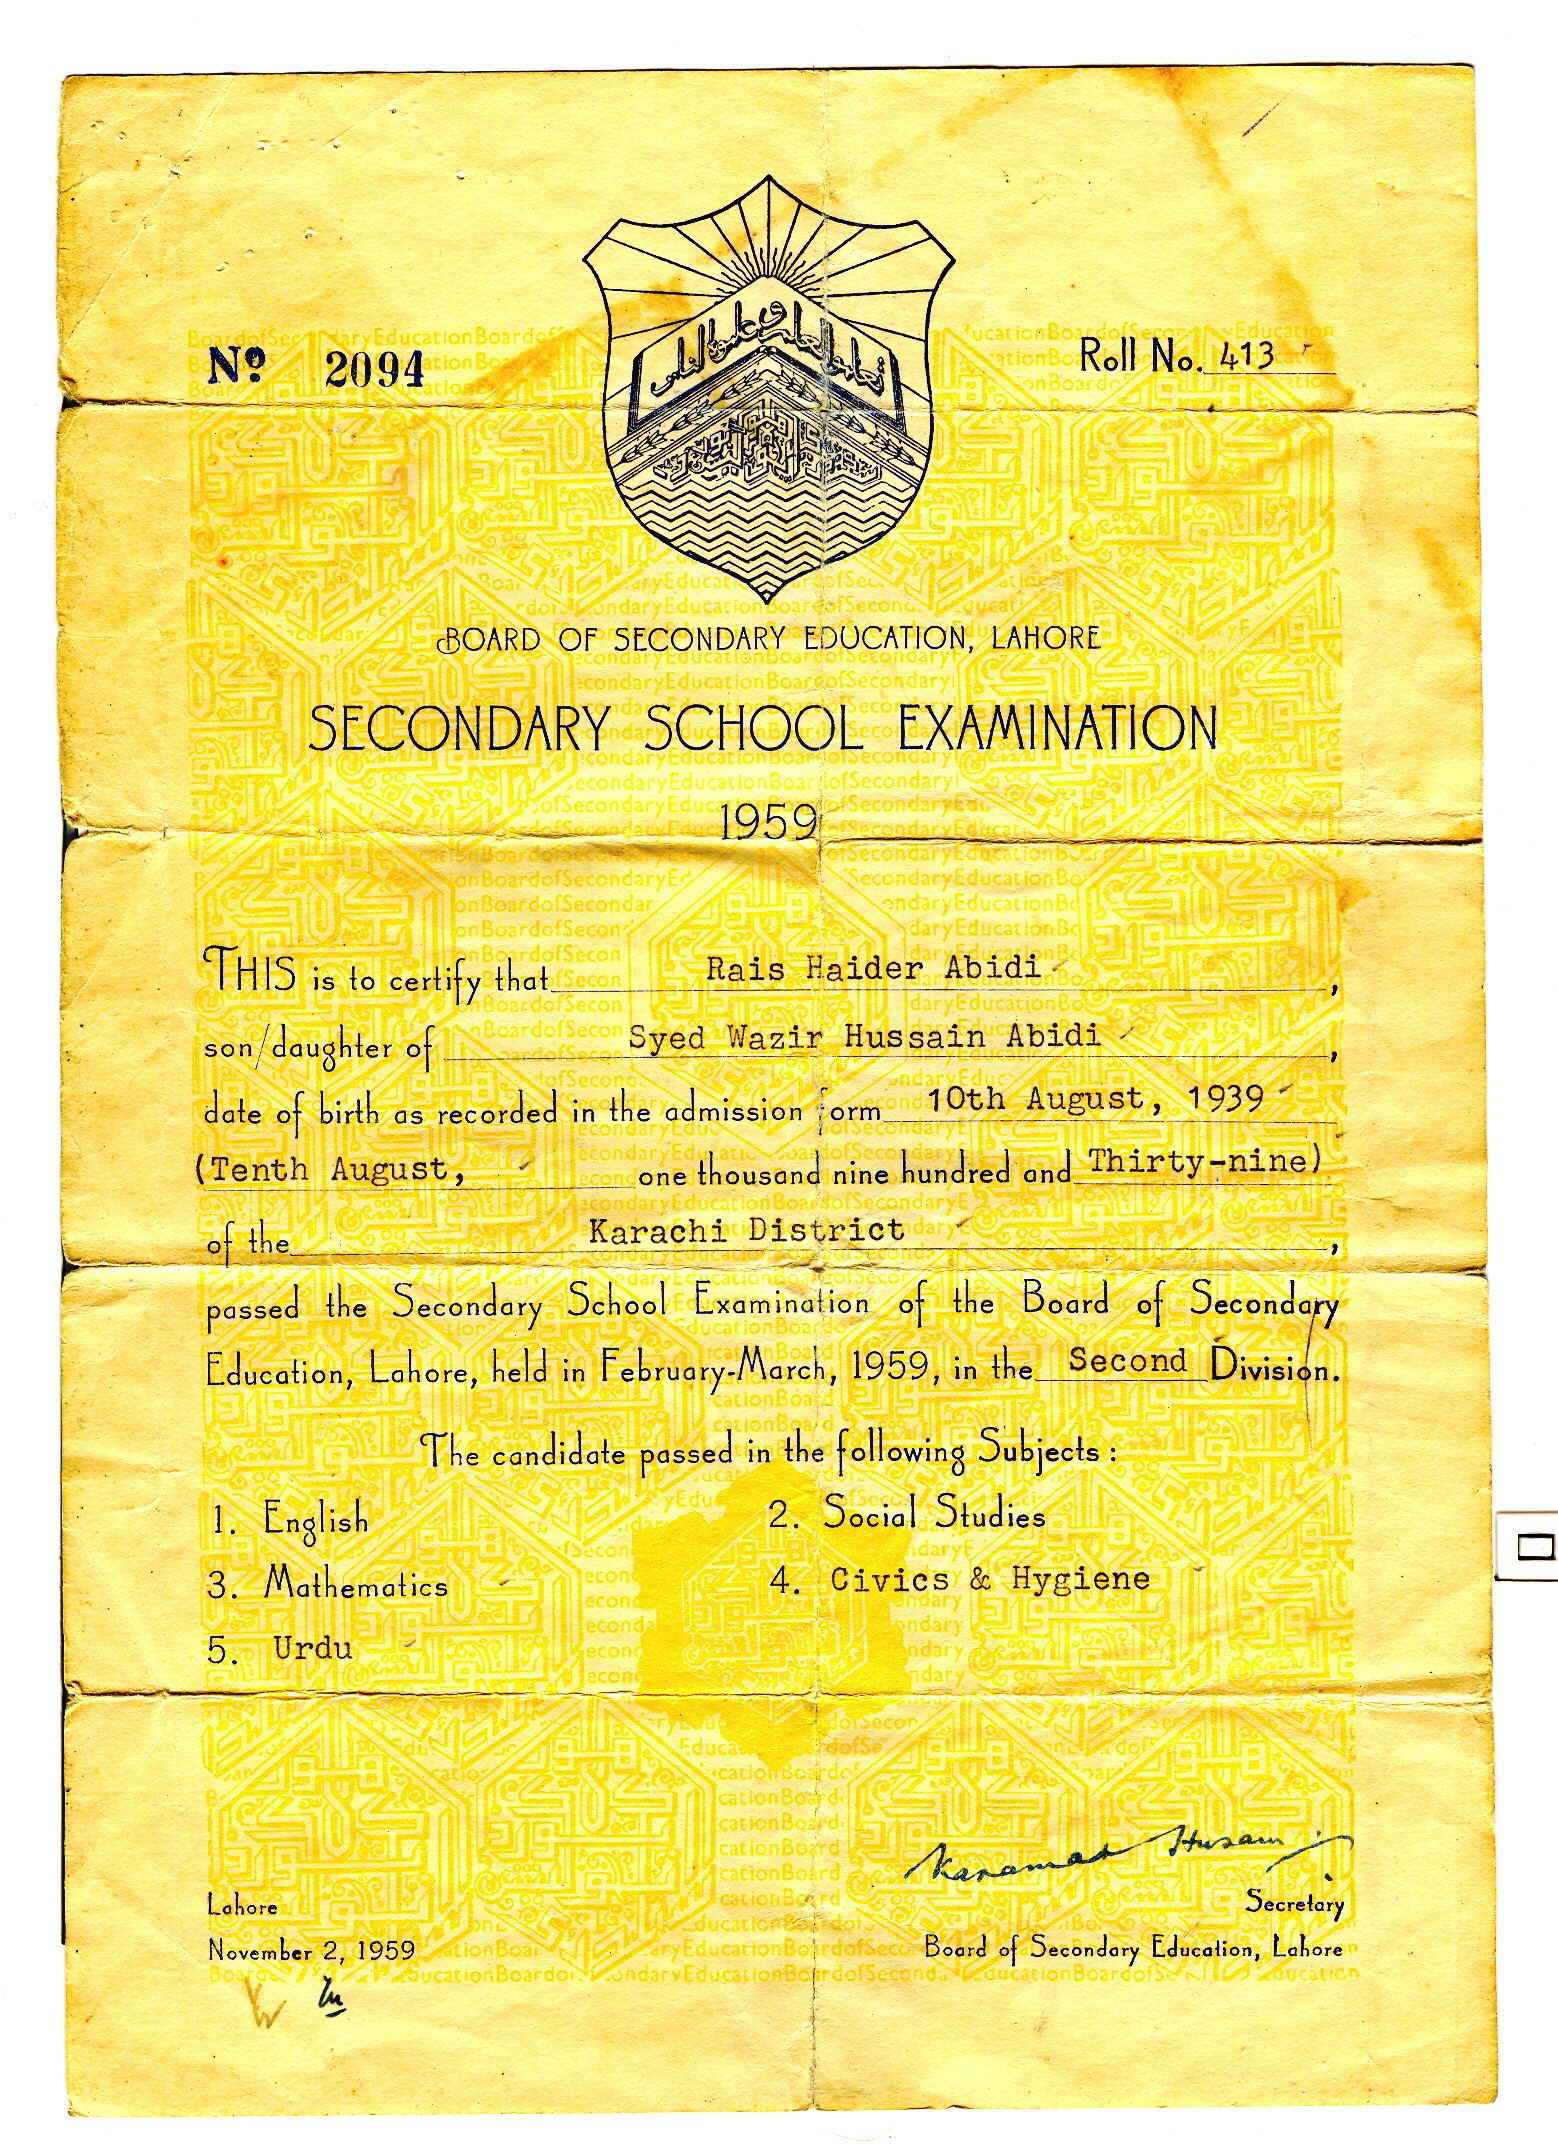 Nọ. 2094
Roll No. 413
BOARD OF SECONDARY EDUCATION, LAHORE
SECONDARY SCHOOL EXAMINATION
1959
THIS is to certify that Rais Haider Abidi,
son/daughter of Syed Wazir Hussain Abidi,
date of birth as recorded in the admission form 10th August, 1939
(Tenth August, one thousand nine hundred and Thirty-nine)
of the Karachi District,
passed the Secondary School Examination of the Board of Secondary
Education, Lahore, held in February-March, 1959, in the Second Division.
The candidate passed in the following Subjects :
1. English 2. Social Studies
3. Mathematics 4. Civics & Hygiene
5. Urdu
Karamat Husain
Lahore Secretary
November 2, 1959 Board of Secondary Education, Lahore